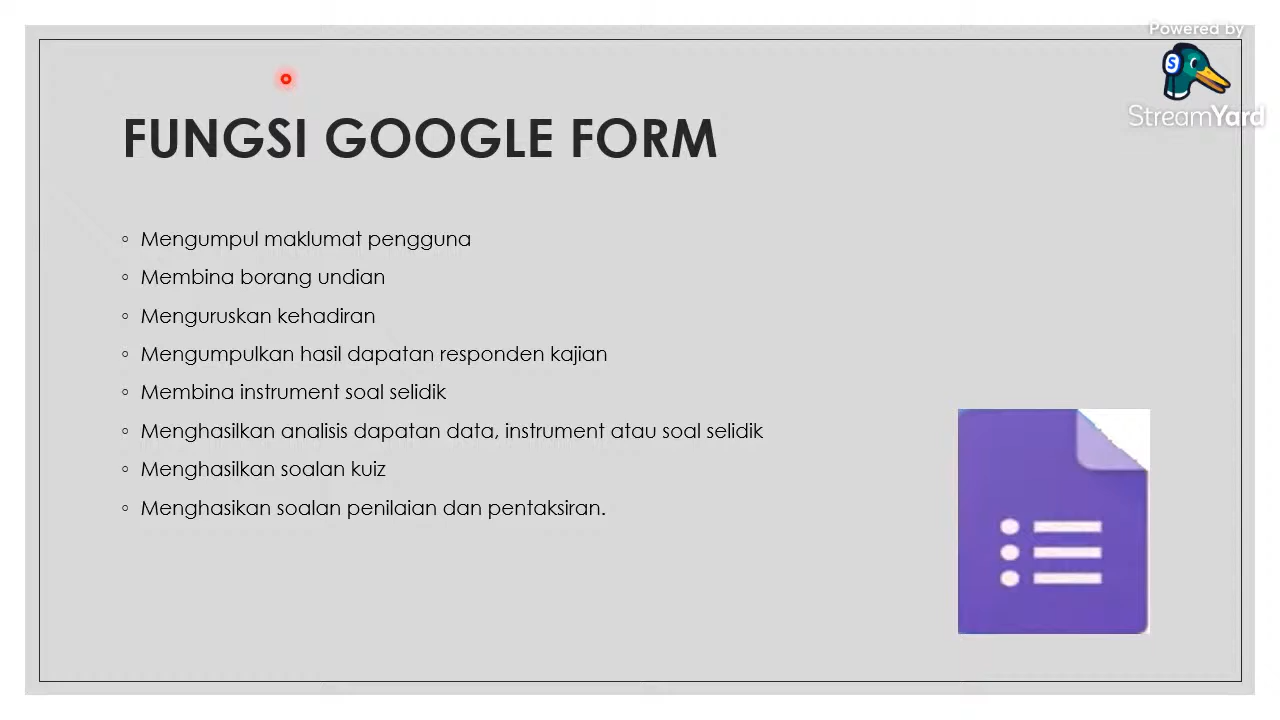 Powered by
StreamYard
FUNGSI GOOGLE FORM
◦ Mengumpul maklumat pengguna
◦ Membina borang undian
◦ Menguruskan kehadiran
◦ Mengumpulkan hasil dapatan responden kajian
◦ Membina instrument soal selidik
◦ Menghasilkan analisis dapatan data, instrument atau soal selidik
◦ Menghasilkan soalan kuiz
◦ Menghasikan soalan penilaian dan pentaksiran.